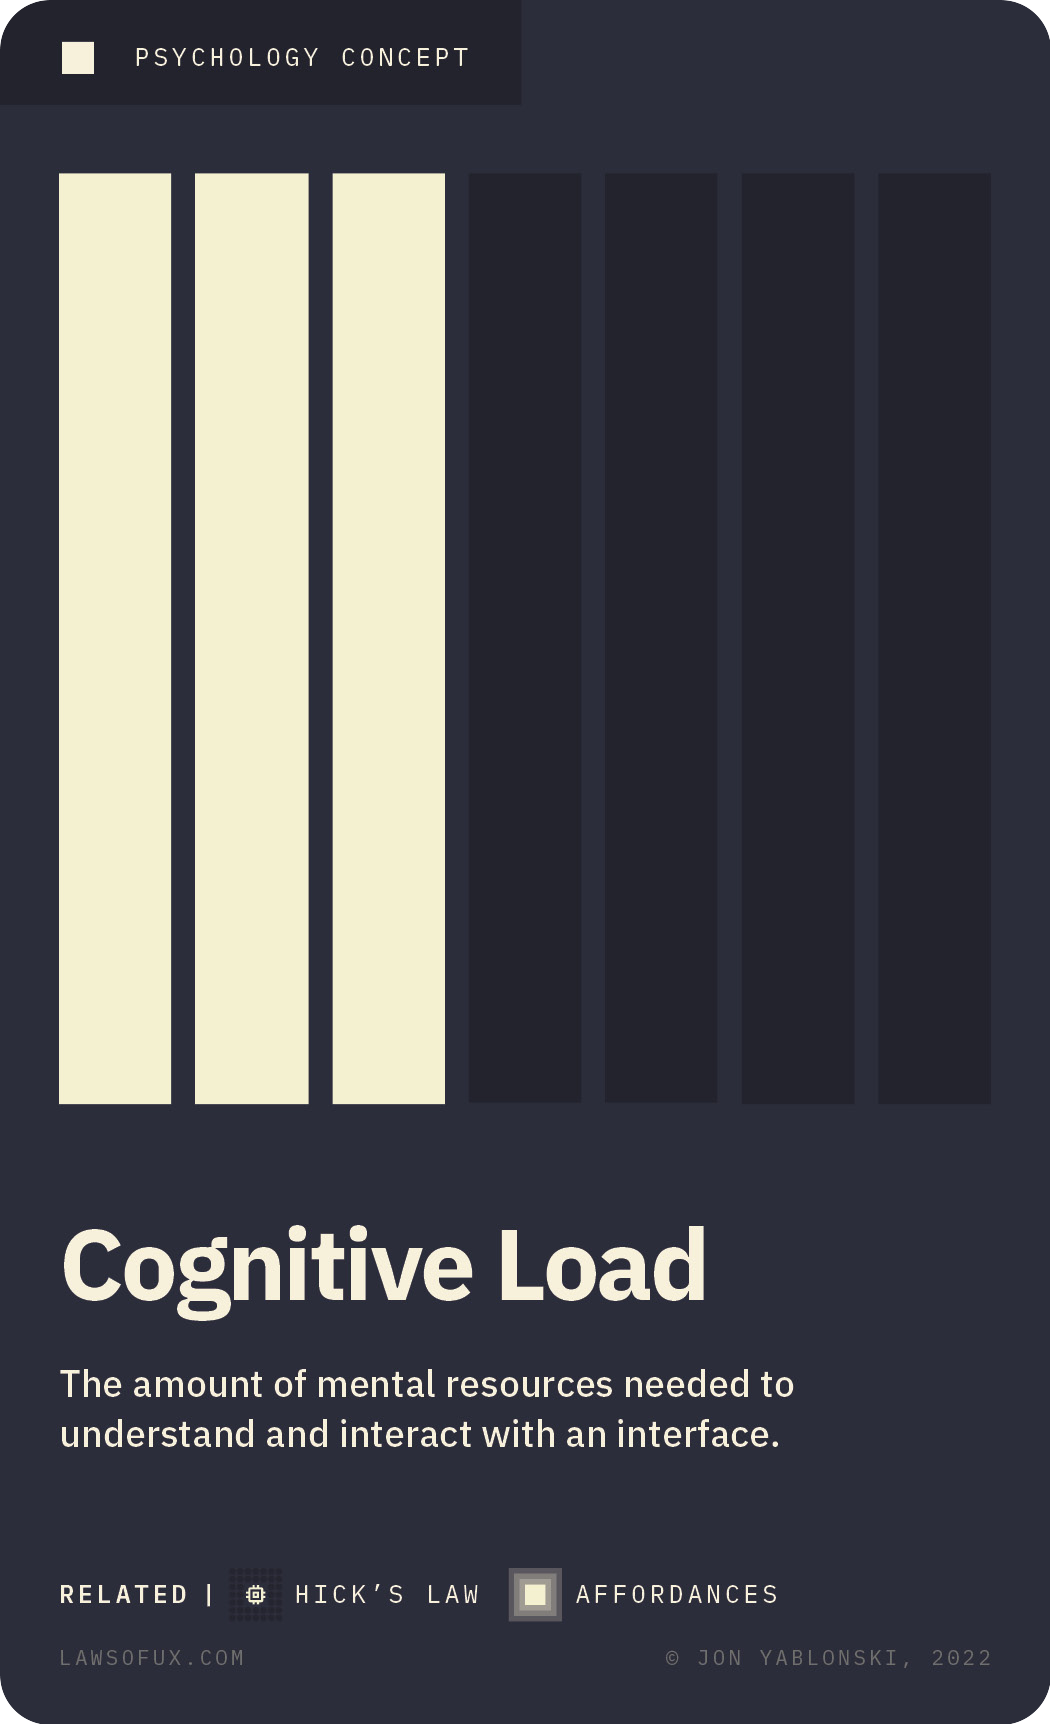 PSYCHOLOGY CONCEPT
Cognitive Load
The amount of mental resources needed to
understand and interact with an interface.
RELATED | HICK’S LAW AFFORDANCES
LAWSOFUX.COM © JON YABLONSKI, 2022